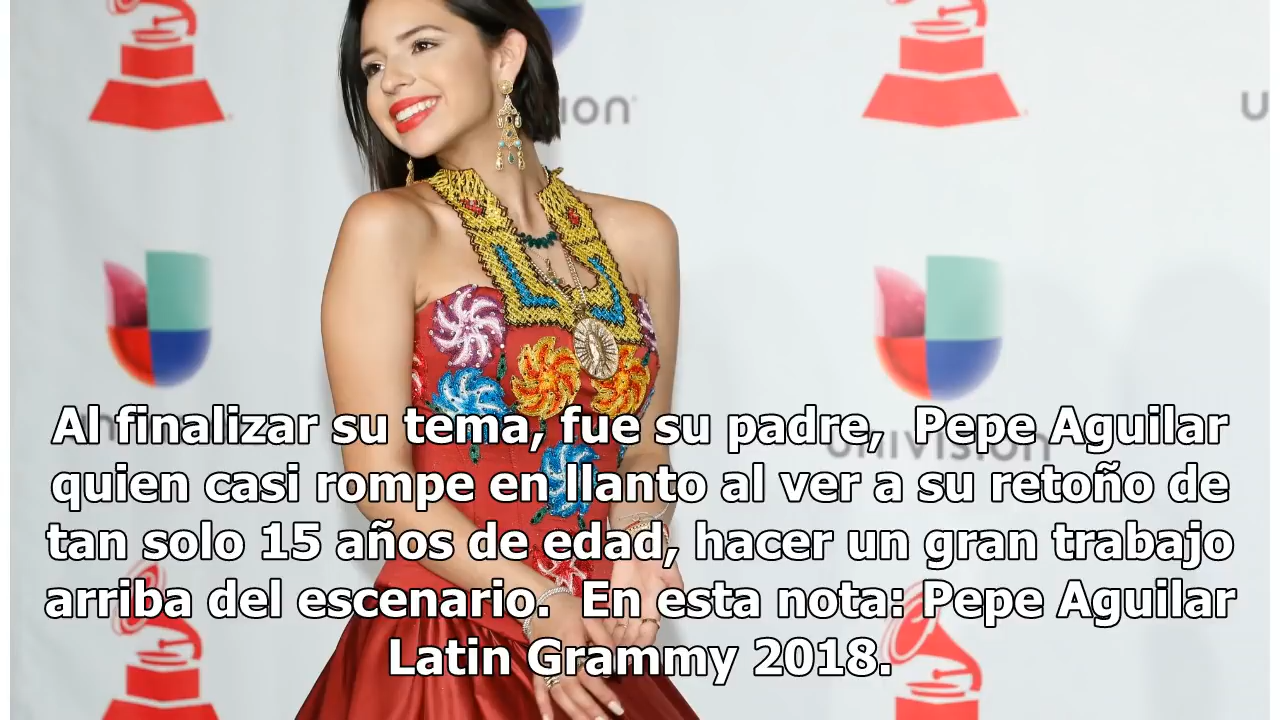 ion
U
univision
Al finalizar su tema, fue su padre,  Pepe Aguilar
quien casi rompe en llanto al ver a su retoño de
tan solo 15 años de edad, hacer un gran trabajo
arriba del escenario.  En esta nota: Pepe Aguilar
Latin Grammy 2018.